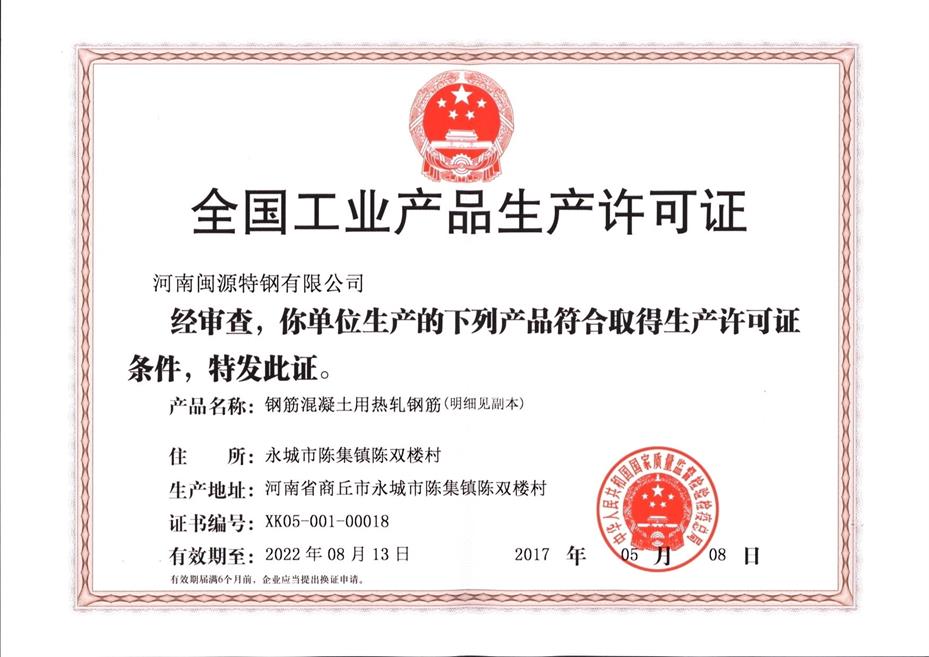 全国工业产品生产许可证
河南闽源特钢有限公司
经审查，你单位生产的下列产品符合取得生产许可证
条件，特发此证。
产品名称：钢筋混凝土用热轧钢筋(明细见副本)
住 所：永城市陈集镇陈双楼村
生产地址：河南省商丘市永城市陈集镇陈双楼村
证书编号：XK05-001-00018
有效期至：2022 年 08 月 13 日
2017 年 05 月 08 日
有效期届满6个月前，企业应当提出换证申请。
中华人民共和国国家质量监督检验检疫总局